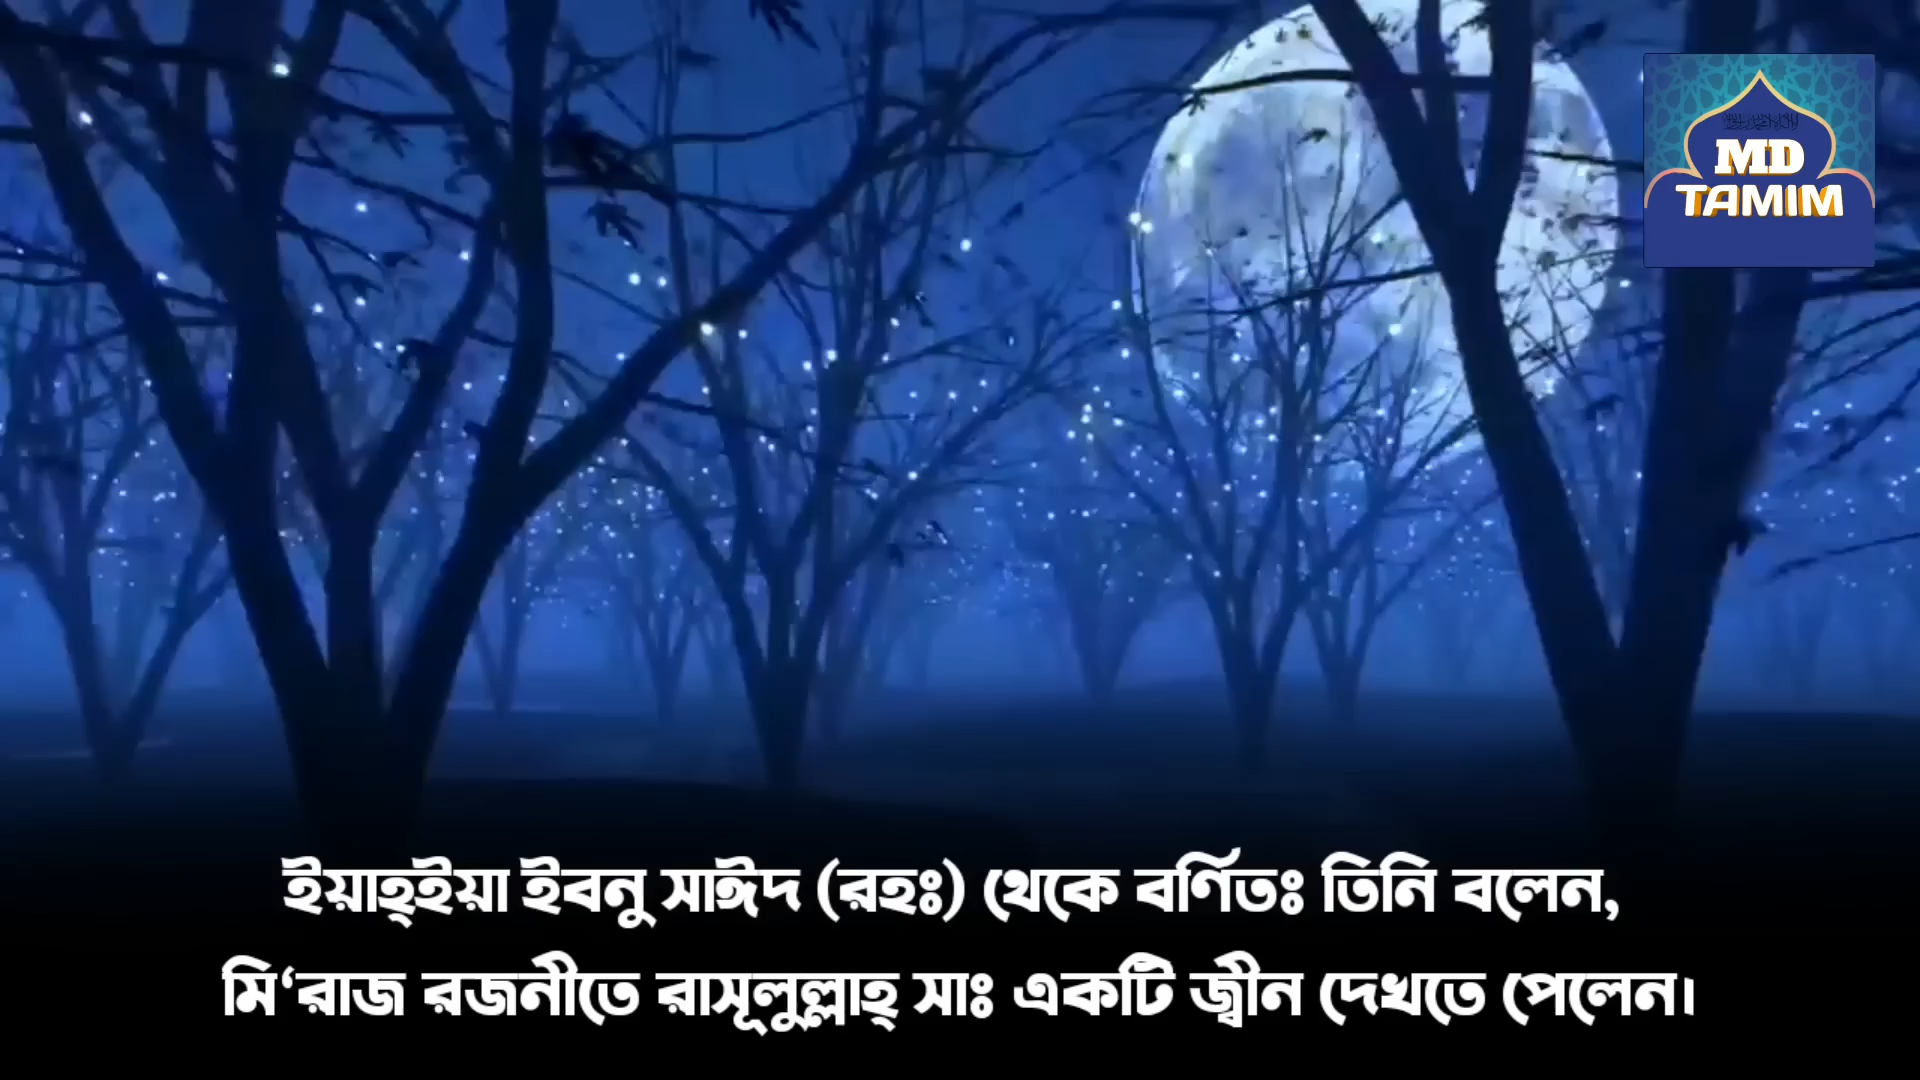 MD
TAMIM
ইয়াহ্ইয়া ইবনু সাঈদ (রহঃ) থেকে বর্ণিতঃ তিনি বলেন,
মি‘রাজ রজনীতে রাসূলুল্লাহ্ সাঃ একটি জ্বীন দেখতে পেলেন।